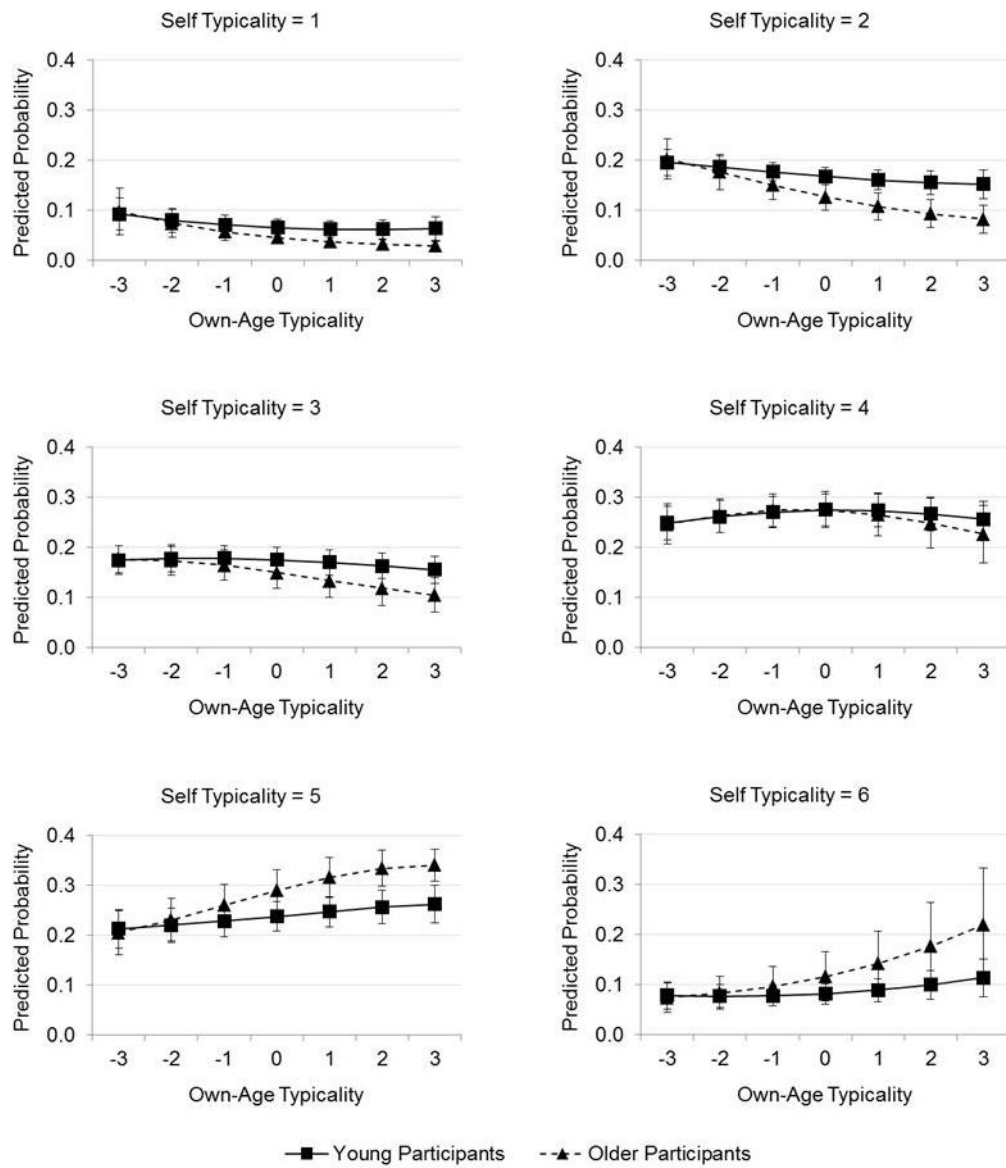 Self Typicality = 1
0.4
0.3
0.2
0.1
0.0
Predicted Probability
-3 -2 -1 0 1 2 3
Own-Age Typicality
Self Typicality = 2
0.4
0.3
0.2
0.1
0.0
Predicted Probability
-3 -2 -1 0 1 2 3
Own-Age Typicality
Self Typicality = 3
0.4
0.3
0.2
0.1
0.0
Predicted Probability
-3 -2 -1 0 1 2 3
Own-Age Typicality
Self Typicality = 4
0.4
0.3
0.2
0.1
0.0
Predicted Probability
-3 -2 -1 0 1 2 3
Own-Age Typicality
Self Typicality = 5
0.4
0.3
0.2
0.1
0.0
Predicted Probability
-3 -2 -1 0 1 2 3
Own-Age Typicality
Self Typicality = 6
0.4
0.3
0.2
0.1
0.0
Predicted Probability
-3 -2 -1 0 1 2 3
Own-Age Typicality
Young Participants
Older Participants